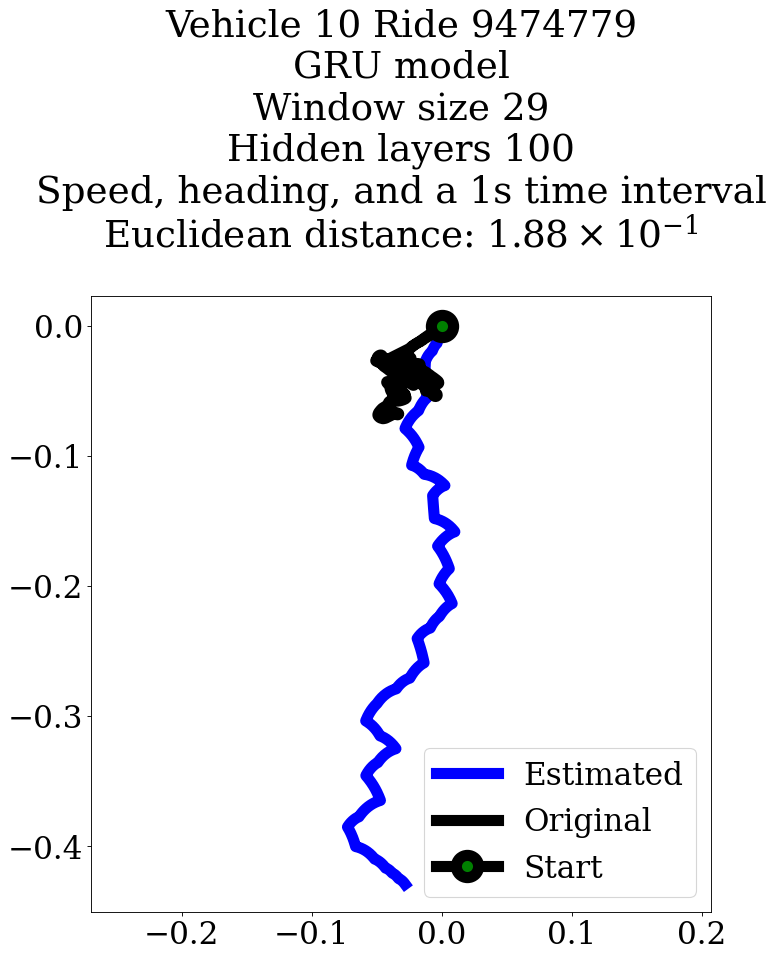 Vehicle 10 Ride 9474779
GRU model
Window size 29
Hidden layers 100
Speed, heading, and a 1s time interval
Euclidean distance: 1.88 × 10⁻¹
0.0
−0.1
−0.2
−0.3
−0.4
Estimated
Original
Start
−0.2
−0.1
0.0
0.1
0.2